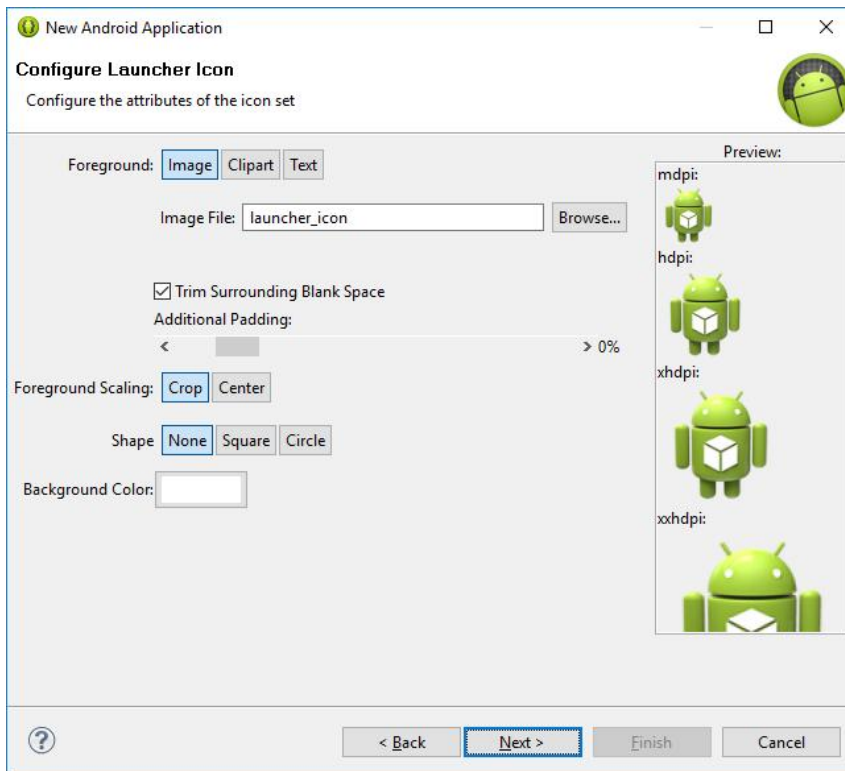 New Android Application
Configure Launcher Icon
Configure the attributes of the icon set
Foreground: Image Clipart Text
Image File: launcher_icon Browse...
Trim Surrounding Blank Space
Additional Padding:
< > 0%
Foreground Scaling: Crop Center
Shape None Square Circle
Background Color:
Preview:
mdpi:
hdpi:
xhdpi:
xxhdpi:
? < Back Next > Finish Cancel